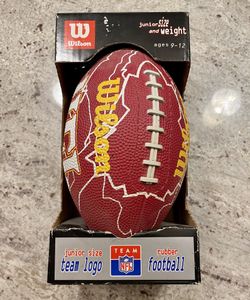 W
Wilson
junior size
and weight
ages 9-12
Wilson
Wilson
junior size
team logo
TEAM
NFL
rubber
football